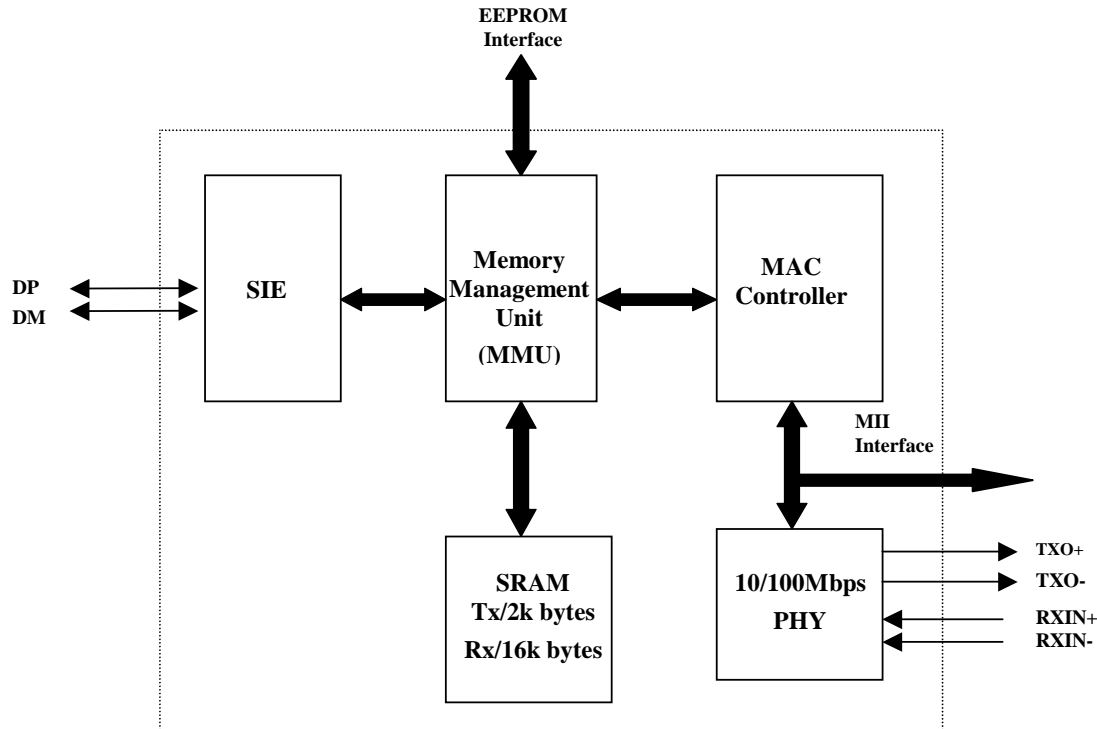 EEPROM
Interface
SIE
Memory
Management
Unit
(MMU)
MAC
Controller
DP
DM
MII
Interface
SRAM
Tx/2k bytes
Rx/16k bytes
10/100Mbps
PHY
TXO+
TXO-
RXIN+
RXIN-